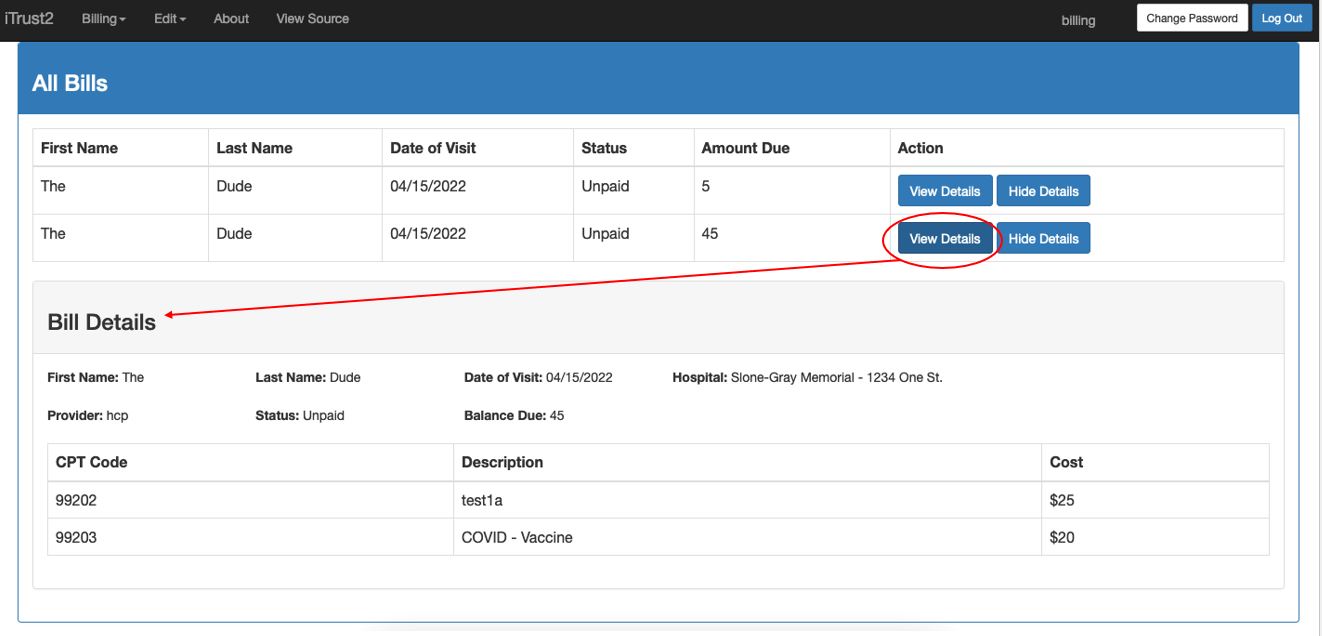 iTrust2 Billing Edit About View Source billing Change Password Log Out
All Bills
First Name Last Name Date of Visit Status Amount Due Action
The Dude 04/15/2022 Unpaid 5 View Details Hide Details
The Dude 04/15/2022 Unpaid 45 View Details Hide Details
Bill Details
First Name: The Last Name: Dude Date of Visit: 04/15/2022 Hospital: Slone-Gray Memorial - 1234 One St.
Provider: hcp Status: Unpaid Balance Due: 45
CPT Code Description Cost
99202 test1a $25
99203 COVID - Vaccine $20